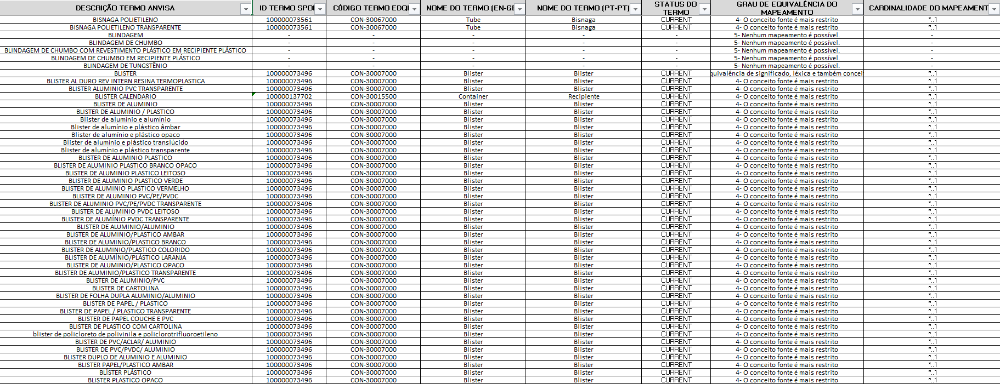 DESCRIÇÃO TERMO ANVISA ID TERMO SPO CÓDIGO TERMO EDQ NOME DO TERMO (EN-G NOME DO TERMO (PT-PT) STATUS DO TERMO GRAU DE EQUIVALÊNCIA DO MAPEAMENTO CARDINALIDADE DO MAPEAMENT
BISNAGA POLIETILENO 100000073561 CON-30067000 Tube Bisnaga CURRENT 4- O conceito fonte é mais restrito *..1
BISNAGA POLIETILENO TRANSPARENTE 100000073561 CON-30067000 Tube Bisnaga CURRENT 4- O conceito fonte é mais restrito *..1
BLINDAGEM - - - - - 5- Nenhum mapeamento é possível. -
BLINDAGEM DE CHUMBO - - - - - 5- Nenhum mapeamento é possível. -
BLINDAGEM DE CHUMBO COM REVESTIMENTO PLÁSTICO EM RECIPIENTE PLÁSTICO - - - - - 5- Nenhum mapeamento é possível. -
BLINDAGEM DE CHUMBO EM RECIPIENTE PLÁSTICO - - - - - 5- Nenhum mapeamento é possível. -
BLINDAGEM DE TUNGSTÊNIO - - - - - 5- Nenhum mapeamento é possível. -
BLISTER 100000073496 CON-30007000 Blister Blister CURRENT quivalência de significado, léxica e também concei *..1
BLISTER AL DURO REV INTERN RESINA TERMOPLASTICA 100000073496 CON-30007000 Blister Blister CURRENT 4- O conceito fonte é mais restrito *..1
BLISTER ALUMINIO PVC TRANSPARENTE 100000073496 CON-30007000 Blister Blister CURRENT 4- O conceito fonte é mais restrito *..1
BLISTER CALENDARIO 100000137702 CON-30015500 Container Recipiente CURRENT 4- O conceito fonte é mais restrito *..1
BLISTER DE ALUMINIO 100000073496 CON-30007000 Blister Blister CURRENT 4- O conceito fonte é mais restrito *..1
BLISTER DE ALUMINIO / PLASTICO 100000073496 CON-30007000 Blister Blister CURRENT 4- O conceito fonte é mais restrito *..1
Blister de alumínio e alumínio 100000073496 CON-30007000 Blister Blister CURRENT 4- O conceito fonte é mais restrito *..1
Blister de alumínio e plástico âmbar 100000073496 CON-30007000 Blister Blister CURRENT 4- O conceito fonte é mais restrito *..1
Blister de alumínio e plástico opaco 100000073496 CON-30007000 Blister Blister CURRENT 4- O conceito fonte é mais restrito *..1
Blister de alumínio e plástico translúcido 100000073496 CON-30007000 Blister Blister CURRENT 4- O conceito fonte é mais restrito *..1
Blister de alumínio e plástico transparente 100000073496 CON-30007000 Blister Blister CURRENT 4- O conceito fonte é mais restrito *..1
BLISTER DE ALUMINIO PLASTICO 100000073496 CON-30007000 Blister Blister CURRENT 4- O conceito fonte é mais restrito *..1
BLISTER DE ALUMINIO PLASTICO BRANCO OPACO 100000073496 CON-30007000 Blister Blister CURRENT 4- O conceito fonte é mais restrito *..1
BLISTER DE ALUMINIO PLASTICO LEITOSO 100000073496 CON-30007000 Blister Blister CURRENT 4- O conceito fonte é mais restrito *..1
BLISTER DE ALUMINIO PLASTICO VERDE 100000073496 CON-30007000 Blister Blister CURRENT 4- O conceito fonte é mais restrito *..1
BLISTER DE ALUMINIO PLASTICO VERMELHO 100000073496 CON-30007000 Blister Blister CURRENT 4- O conceito fonte é mais restrito *..1
BLISTER DE ALUMINIO PVC/PE/PVDC 100000073496 CON-30007000 Blister Blister CURRENT 4- O conceito fonte é mais restrito *..1
BLISTER DE ALUMINIO PVC/PE/PVDC TRANSPARENTE 100000073496 CON-30007000 Blister Blister CURRENT 4- O conceito fonte é mais restrito *..1
BLISTER DE ALUMINIO PVDC LEITOSO 100000073496 CON-30007000 Blister Blister CURRENT 4- O conceito fonte é mais restrito *..1
BLISTER DE ALUMÍNIO PVDC TRANSPARENTE 100000073496 CON-30007000 Blister Blister CURRENT 4- O conceito fonte é mais restrito *..1
BLISTER DE ALUMINIO/ALUMINIO 100000073496 CON-30007000 Blister Blister CURRENT 4- O conceito fonte é mais restrito *..1
BLISTER DE ALUMINIO/PLASTICO AMBAR 100000073496 CON-30007000 Blister Blister CURRENT 4- O conceito fonte é mais restrito *..1
BLISTER DE ALUMINIO/PLASTICO BRANCO 100000073496 CON-30007000 Blister Blister CURRENT 4- O conceito fonte é mais restrito *..1
BLISTER DE ALUMINIO/PLASTICO COLORIDO 100000073496 CON-30007000 Blister Blister CURRENT 4- O conceito fonte é mais restrito *..1
BLISTER DE ALUMÍNIO/PLÁSTICO LARANJA 100000073496 CON-30007000 Blister Blister CURRENT 4- O conceito fonte é mais restrito *..1
BLISTER DE ALUMINIO/PLASTICO OPACO 100000073496 CON-30007000 Blister Blister CURRENT 4- O conceito fonte é mais restrito *..1
BLISTER DE ALUMINIO/PLASTICO TRANSPARENTE 100000073496 CON-30007000 Blister Blister CURRENT 4- O conceito fonte é mais restrito *..1
BLISTER DE ALUMINIO/PVC 100000073496 CON-30007000 Blister Blister CURRENT 4- O conceito fonte é mais restrito *..1
BLISTER DE CARTOLINA 100000073496 CON-30007000 Blister Blister CURRENT 4- O conceito fonte é mais restrito *..1
BLISTER DE FOLHA DUPLA ALUMINIO/ALUMINIO 100000073496 CON-30007000 Blister Blister CURRENT 4- O conceito fonte é mais restrito *..1
BLISTER DE PAPEL / PLASTICO 100000073496 CON-30007000 Blister Blister CURRENT 4- O conceito fonte é mais restrito *..1
BLISTER DE PAPEL / PLASTICO TRANSPARENTE 100000073496 CON-30007000 Blister Blister CURRENT 4- O conceito fonte é mais restrito *..1
BLISTER DE PAPEL COUCHE E PVC 100000073496 CON-30007000 Blister Blister CURRENT 4- O conceito fonte é mais restrito *..1
BLISTER DE PLASTICO COM CARTOLINA 100000073496 CON-30007000 Blister Blister CURRENT 4- O conceito fonte é mais restrito *..1
blister de policloreto de polivinila e policlorotrifluoroetileno 100000073496 CON-30007000 Blister Blister CURRENT 4- O conceito fonte é mais restrito *..1
BLISTER DE PVC/ACLAR/ ALUMINIO 100000073496 CON-30007000 Blister Blister CURRENT 4- O conceito fonte é mais restrito *..1
BLISTER DE PVC/PVDC/ ALUMINIO 100000073496 CON-30007000 Blister Blister CURRENT 4- O conceito fonte é mais restrito *..1
BLISTER DUPLO DE ALUMINIO E ALUMINIO 100000073496 CON-30007000 Blister Blister CURRENT 4- O conceito fonte é mais restrito *..1
BLISTER PAPEL/PLASTICO AMBAR 100000073496 CON-30007000 Blister Blister CURRENT 4- O conceito fonte é mais restrito *..1
BLISTER PLÁSTICO 100000073496 CON-30007000 Blister Blister CURRENT 4- O conceito fonte é mais restrito *..1
BLISTER PLASTICO OPACO 100000073496 CON-30007000 Blister Blister CURRENT 4- O conceito fonte é mais restrito *..1